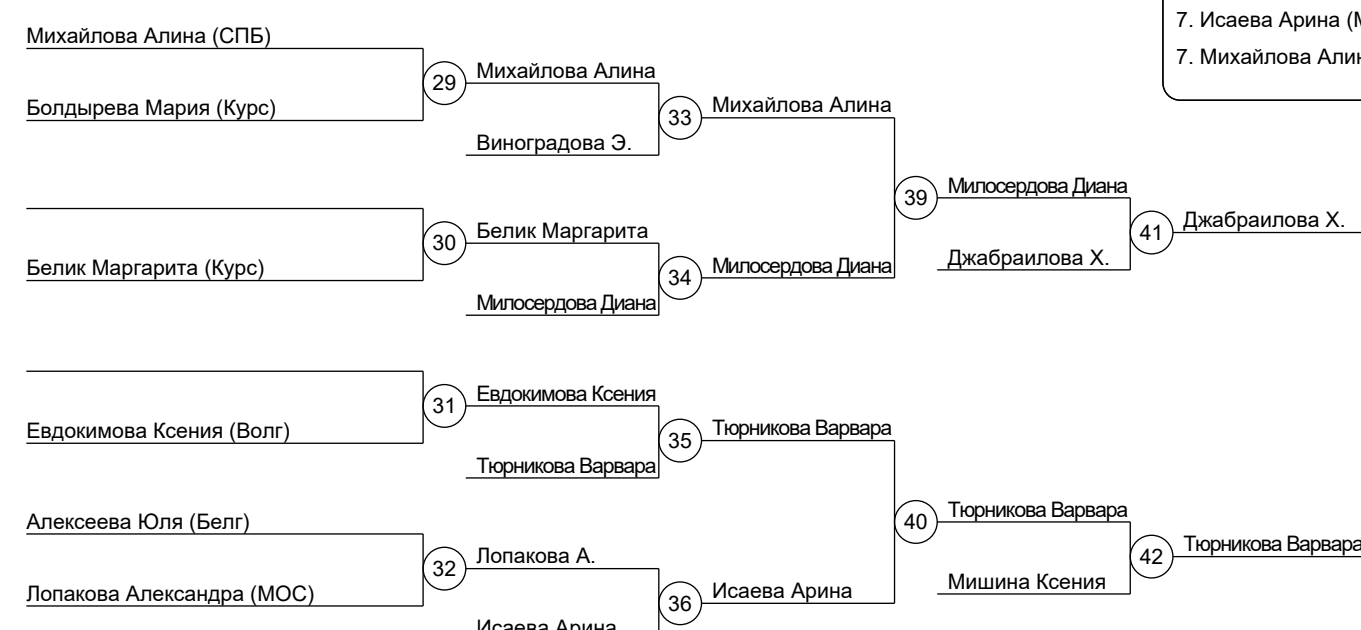 7. Исаева Арина
7. Михайлова
Михайлова Алина (СПБ)
29
Михайлова Алина
Болдырева Мария (Курс)
Михайлова Алина
33
Виноградова Э.
Милосердова Диана
39
Белик Маргарита
30
Джабраилова Х.
41
Белик Маргарита (Курс)
Милосердова Диана
34
Джабраилова Х.
Милосердова Диана
Евдокимова Ксения
31
Евдокимова Ксения (Волг)
Тюрникова Варвара
35
Тюрникова Варвара
Алексеева Юля (Белг)
Тюрникова Варвара
40
Лопакова А.
32
Тюрникова Варвара
42
Мишина Ксения
Лопакова Александра (МОС)
Исаева Арина
36
Исаева Арина